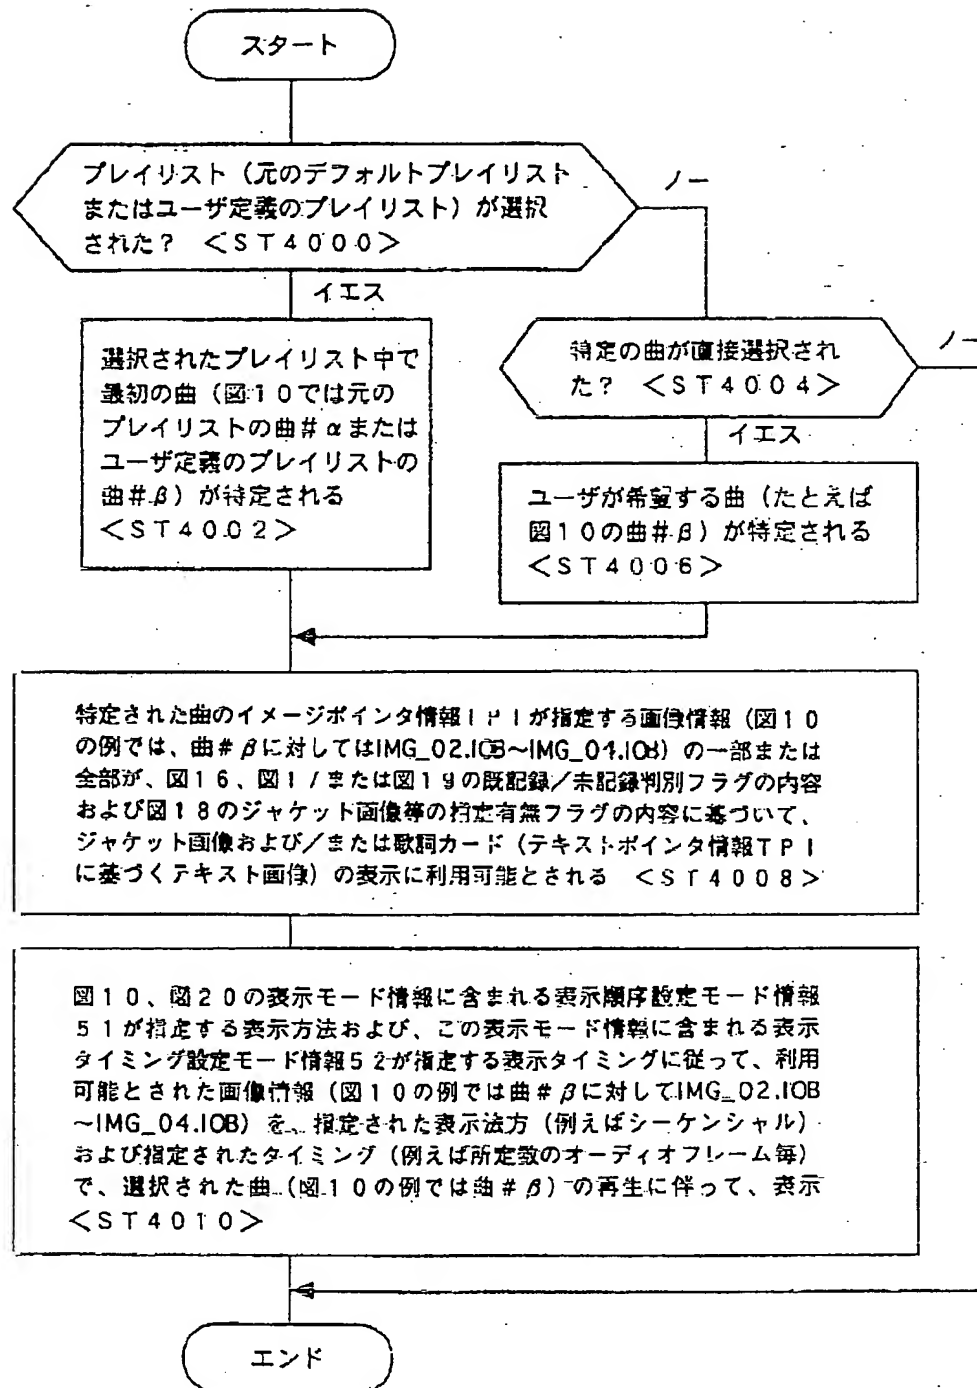 スタート
プレイリスト（元のデフォルトプレイリスト
またはユーザ定義のプレイリスト）が選択
された？ ＜ＳＴ４０００＞
ノー
イエス
選択されたプレイリスト中で
最初の曲（図１０では元の
プレイリストの曲＃αまたは
ユーザ定義のプレイリストの
曲＃β）が特定される
＜ＳＴ４００２＞
特定の曲が直接選択され
た？ ＜ＳＴ４００４＞
ノー
イエス
ユーザが希望する曲（たとえば
図１０の曲＃β）が特定される
＜ＳＴ４００６＞
特定された曲のイメージポインタ情報ＩＰＩが指定する画像情報（図１０
の例では、曲＃βに対してはIMG_02.IOB～IMG_04.IOB）の一部または
全部が、図１６、図１７または図１９の既記録／未記録判別フラグの内容
および図１８のジャケット画像等の指定有無フラグの内容に基づいて、
ジャケット画像および／または歌詞カード（テキストポインタ情報ＴＰＩ
に基づくテキスト画像）の表示に利用可能とされる ＜ＳＴ４００８＞
図１０、図２０の表示モード情報に含まれる表示順序設定モード情報
５１が指定する表示方法および、この表示モード情報に含まれる表示
タイミング設定モード情報５２が指定する表示タイミングに従って、利用
可能とされた画像情報（図１０の例では曲＃βに対してIMG_02.IOB
～IMG_04.IOB）を、指定された表示法方（例えばシーケンシャル）
および指定されたタイミング（例えば所定数のオーディオフレーム毎）
で、選択された曲（図１０の例では曲＃β）の再生に伴って、表示
＜ＳＴ４０１０＞
エンド